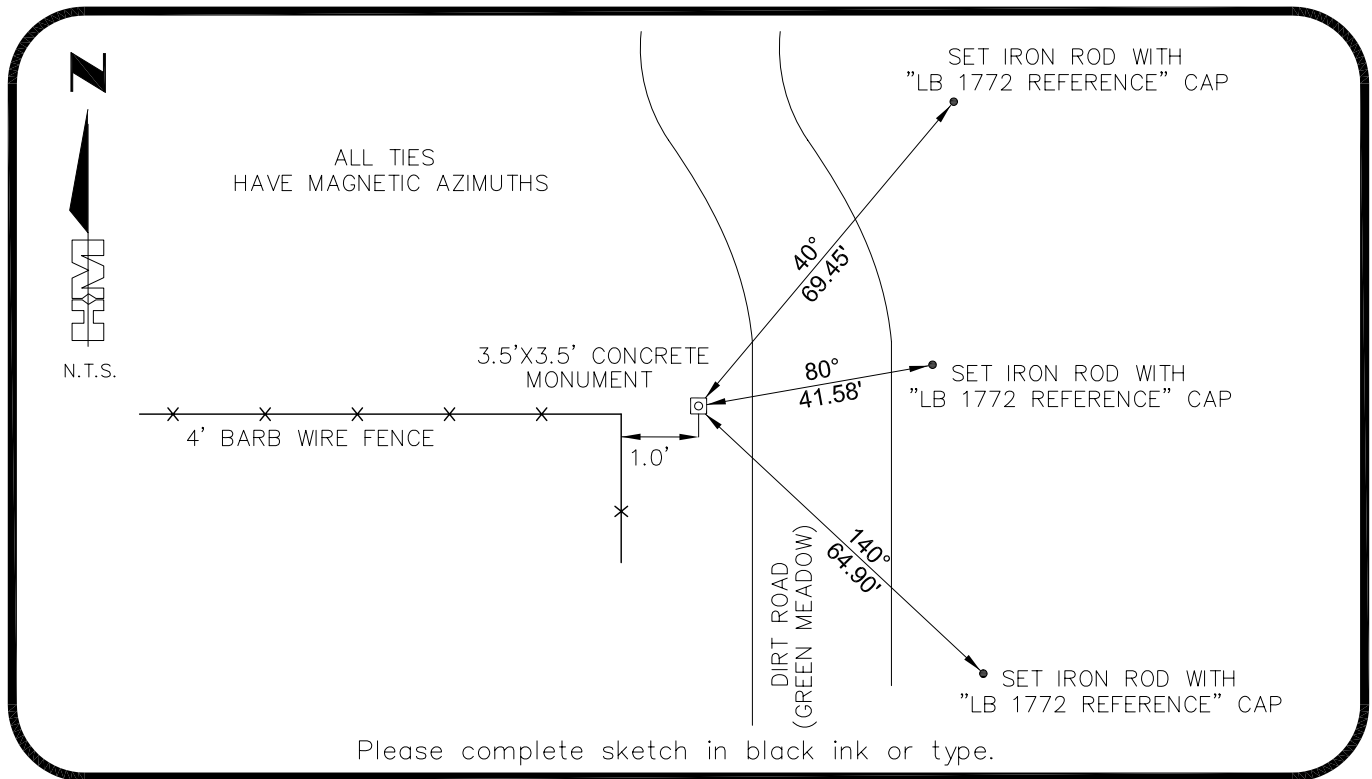 N
SET IRON ROD WITH
"LB 1772 REFERENCE" CAP
ALL TIES
HAVE MAGNETIC AZIMUTHS
HM
N.T.S.
40°
69.45'
3.5'X3.5' CONCRETE
MONUMENT
80°
41.58'
SET IRON ROD WITH
"LB 1772 REFERENCE" CAP
4' BARB WIRE FENCE
1.0'
140°
64.90'
DIRT ROAD
(GREEN MEADOW)
SET IRON ROD WITH
"LB 1772 REFERENCE" CAP
Please complete sketch in black ink or type.